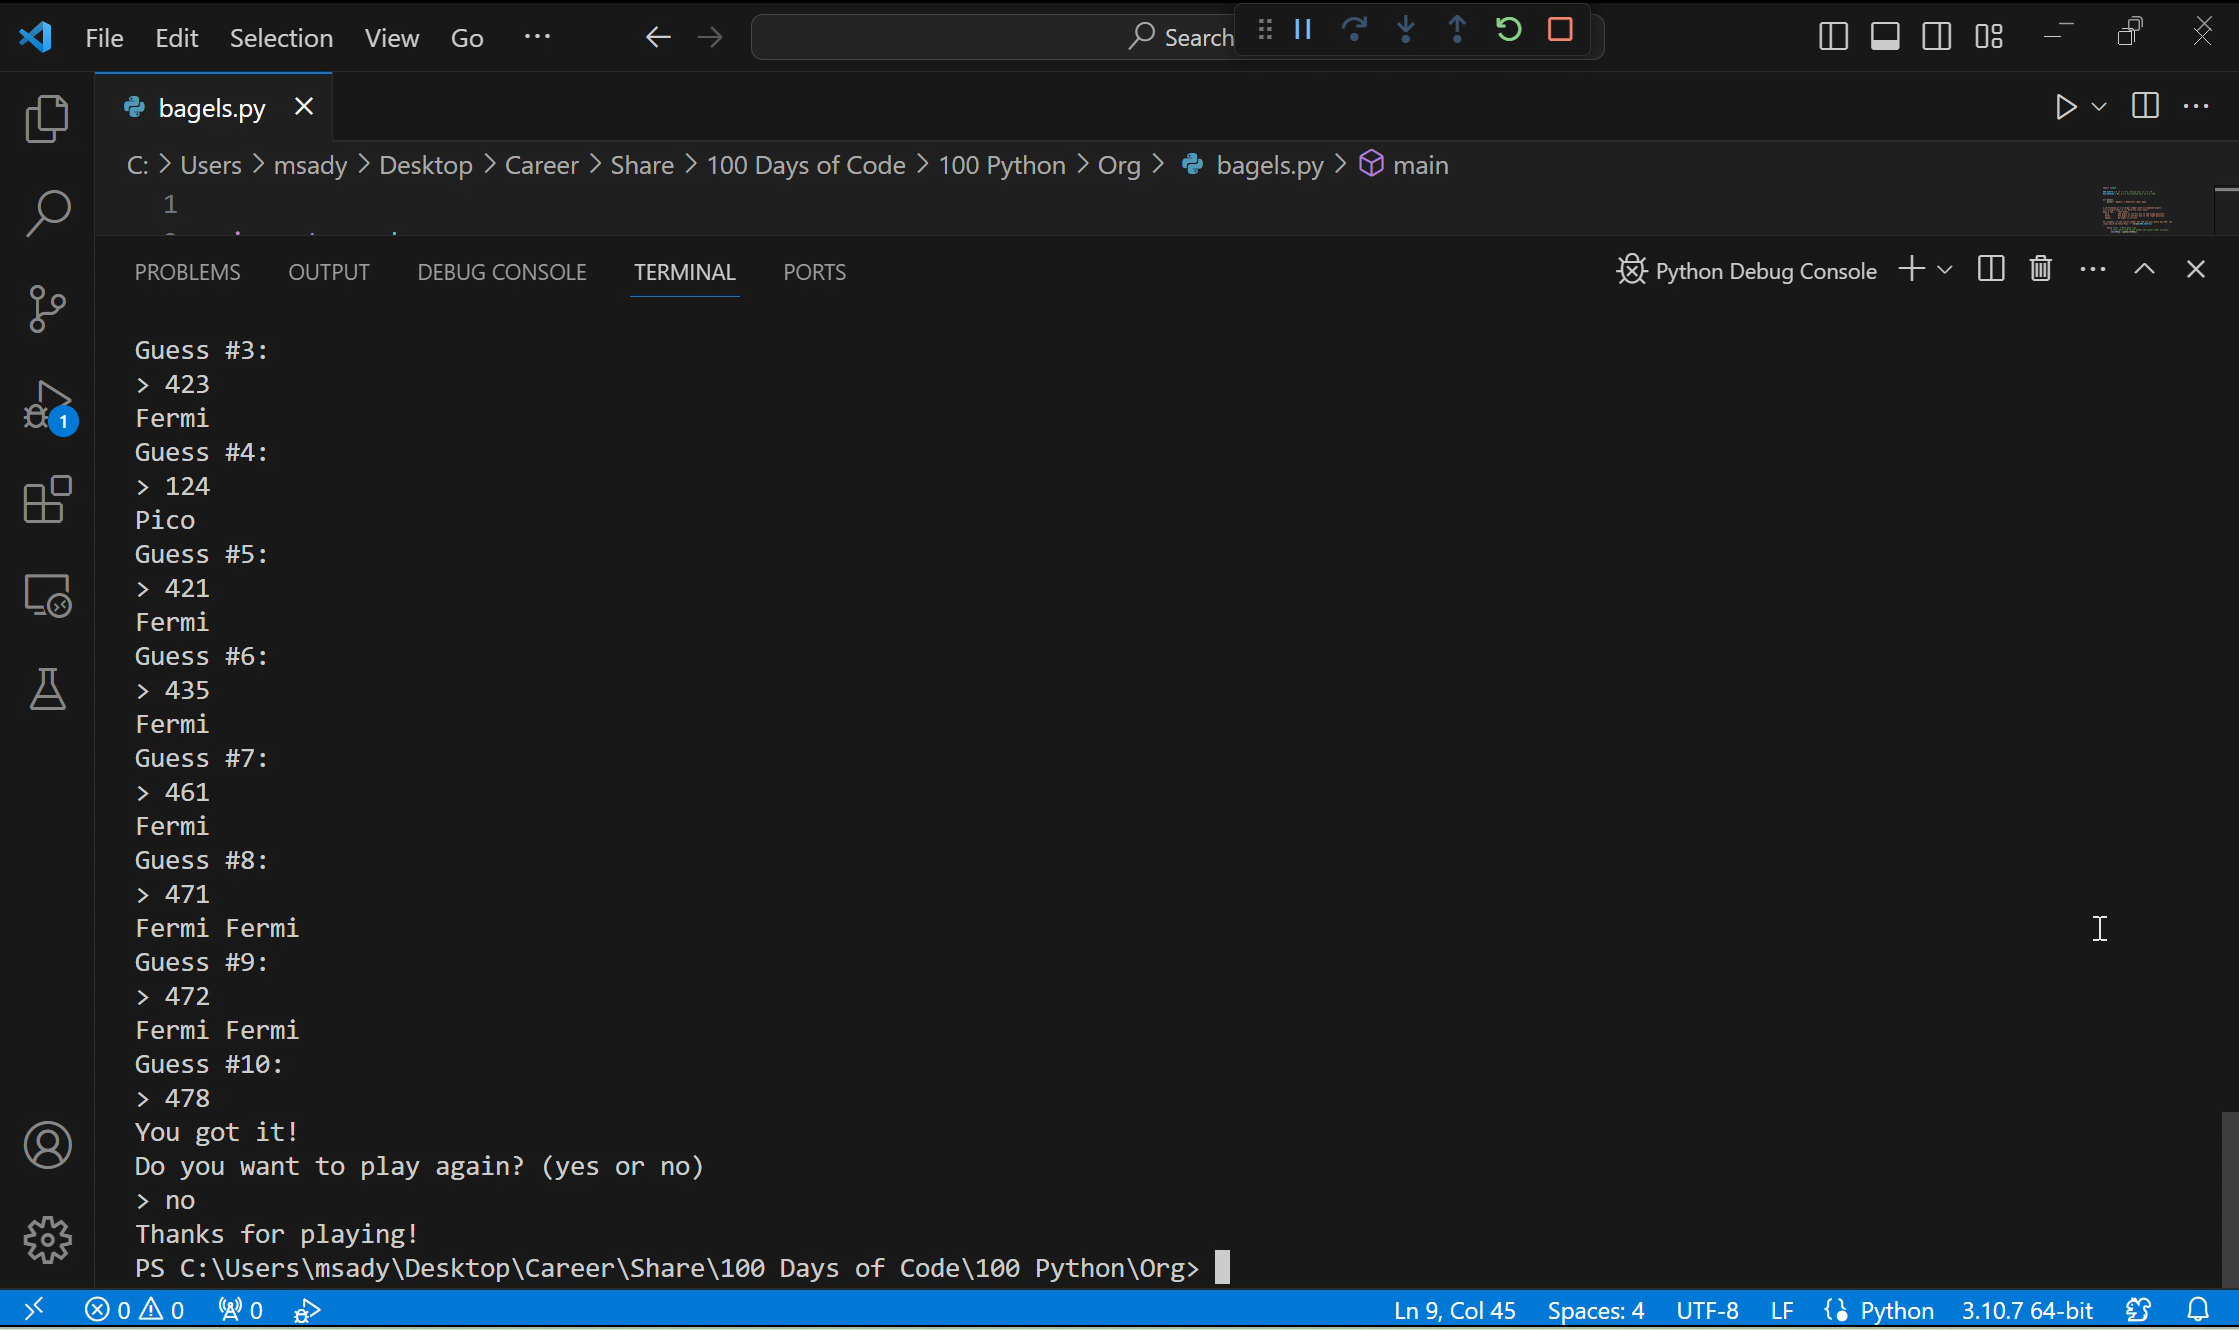 File Edit Selection View Go ··· Search
bagels.py
C: > Users > msady > Desktop > Career > Share > 100 Days of Code > 100 Python > Org > bagels.py > main
1
PROBLEMS OUTPUT DEBUG CONSOLE TERMINAL PORTS Python Debug Console
Guess #3:
> 423
Fermi
Guess #4:
> 124
Pico
Guess #5:
> 421
Fermi
Guess #6:
> 435
Fermi
Guess #7:
> 461
Fermi
Guess #8:
> 471
Fermi Fermi
Guess #9:
> 472
Fermi Fermi
Guess #10:
> 478
You got it!
Do you want to play again? (yes or no)
> no
Thanks for playing!
PS C:\Users\msady\Desktop\Career\Share\100 Days of Code\100 Python\Org>
1
0 0 0 Ln 9, Col 45 Spaces: 4 UTF-8 LF Python 3.10.7 64-bit